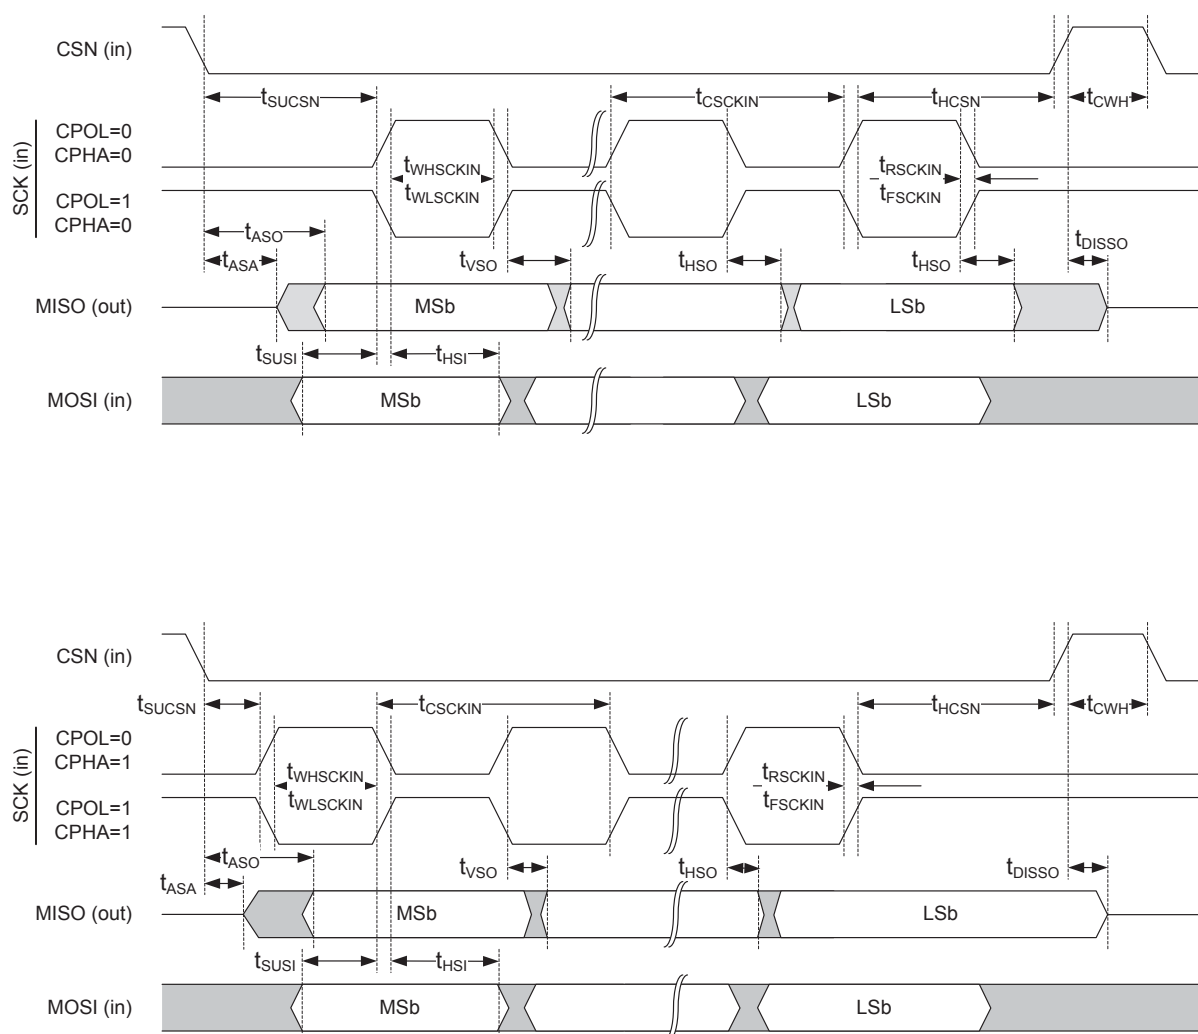 CSN (in)
tSUCSN
tCSCKIN
tHCSN
tCWH
SCK (in)
CPOL=0
CPHA=0
tWHSCKIN
tWLSCKIN
tRSCKIN
tFSCKIN
CPOL=1
CPHA=0
tASO
tASA
tVSO
tHSO
tHSO
tDISSO
MISO (out)
MSb
LSb
tSUSI
tHSI
MOSI (in)
MSb
LSb
CSN (in)
tSUCSN
tCSCKIN
tHCSN
tCWH
SCK (in)
CPOL=0
CPHA=1
tWHSCKIN
tWLSCKIN
tRSCKIN
tFSCKIN
CPOL=1
CPHA=1
tASO
tASA
tVSO
tHSO
tDISSO
MISO (out)
MSb
LSb
tSUSI
tHSI
MOSI (in)
MSb
LSb